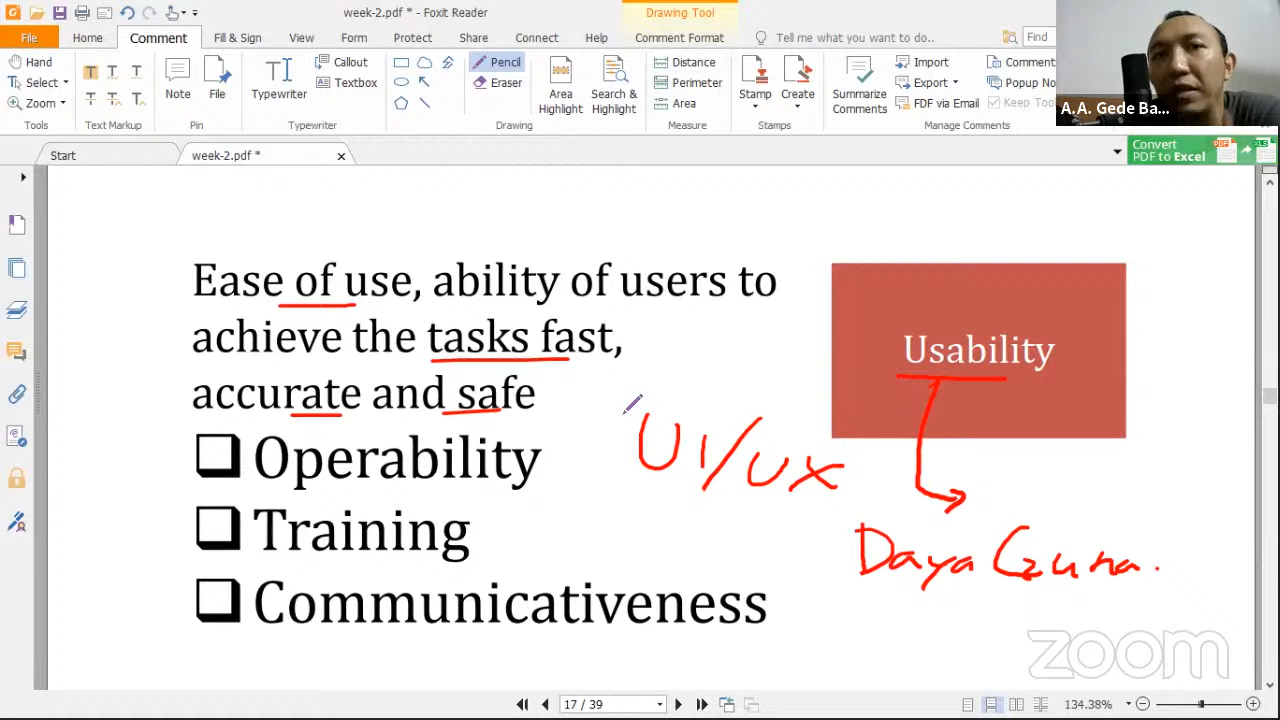 week-2.pdf * - Foxit Reader
Drawing Tool
File Home Comment Fill & Sign View Form Protect Share Connect Help Comment Format Tell me what you want to do.. Find
Hand
Select
Zoom
Tools
T T T
T T T
Text Markup
Note
File
Pin
Typewriter
Callout
Textbox
Typewriter
Pencil
Eraser
Drawing
Area Highlight
Search & Highlight
Distance
Perimeter
Area
Measure
Stamp
Create
Stamps
Summarize Comments
Import
Export
FDF via Email
Commen
Popup No
Keep Too
Manage Comments
A.A. Gede Ba...
Start
week-2.pdf *
Convert
PDF to Excel
Ease of use, ability of users to
achieve the tasks fast,
accurate and safe
Operability
Training
Communicativeness
Usability
UI/UX
Daya Guna.
zoom
17 / 39
134.38%